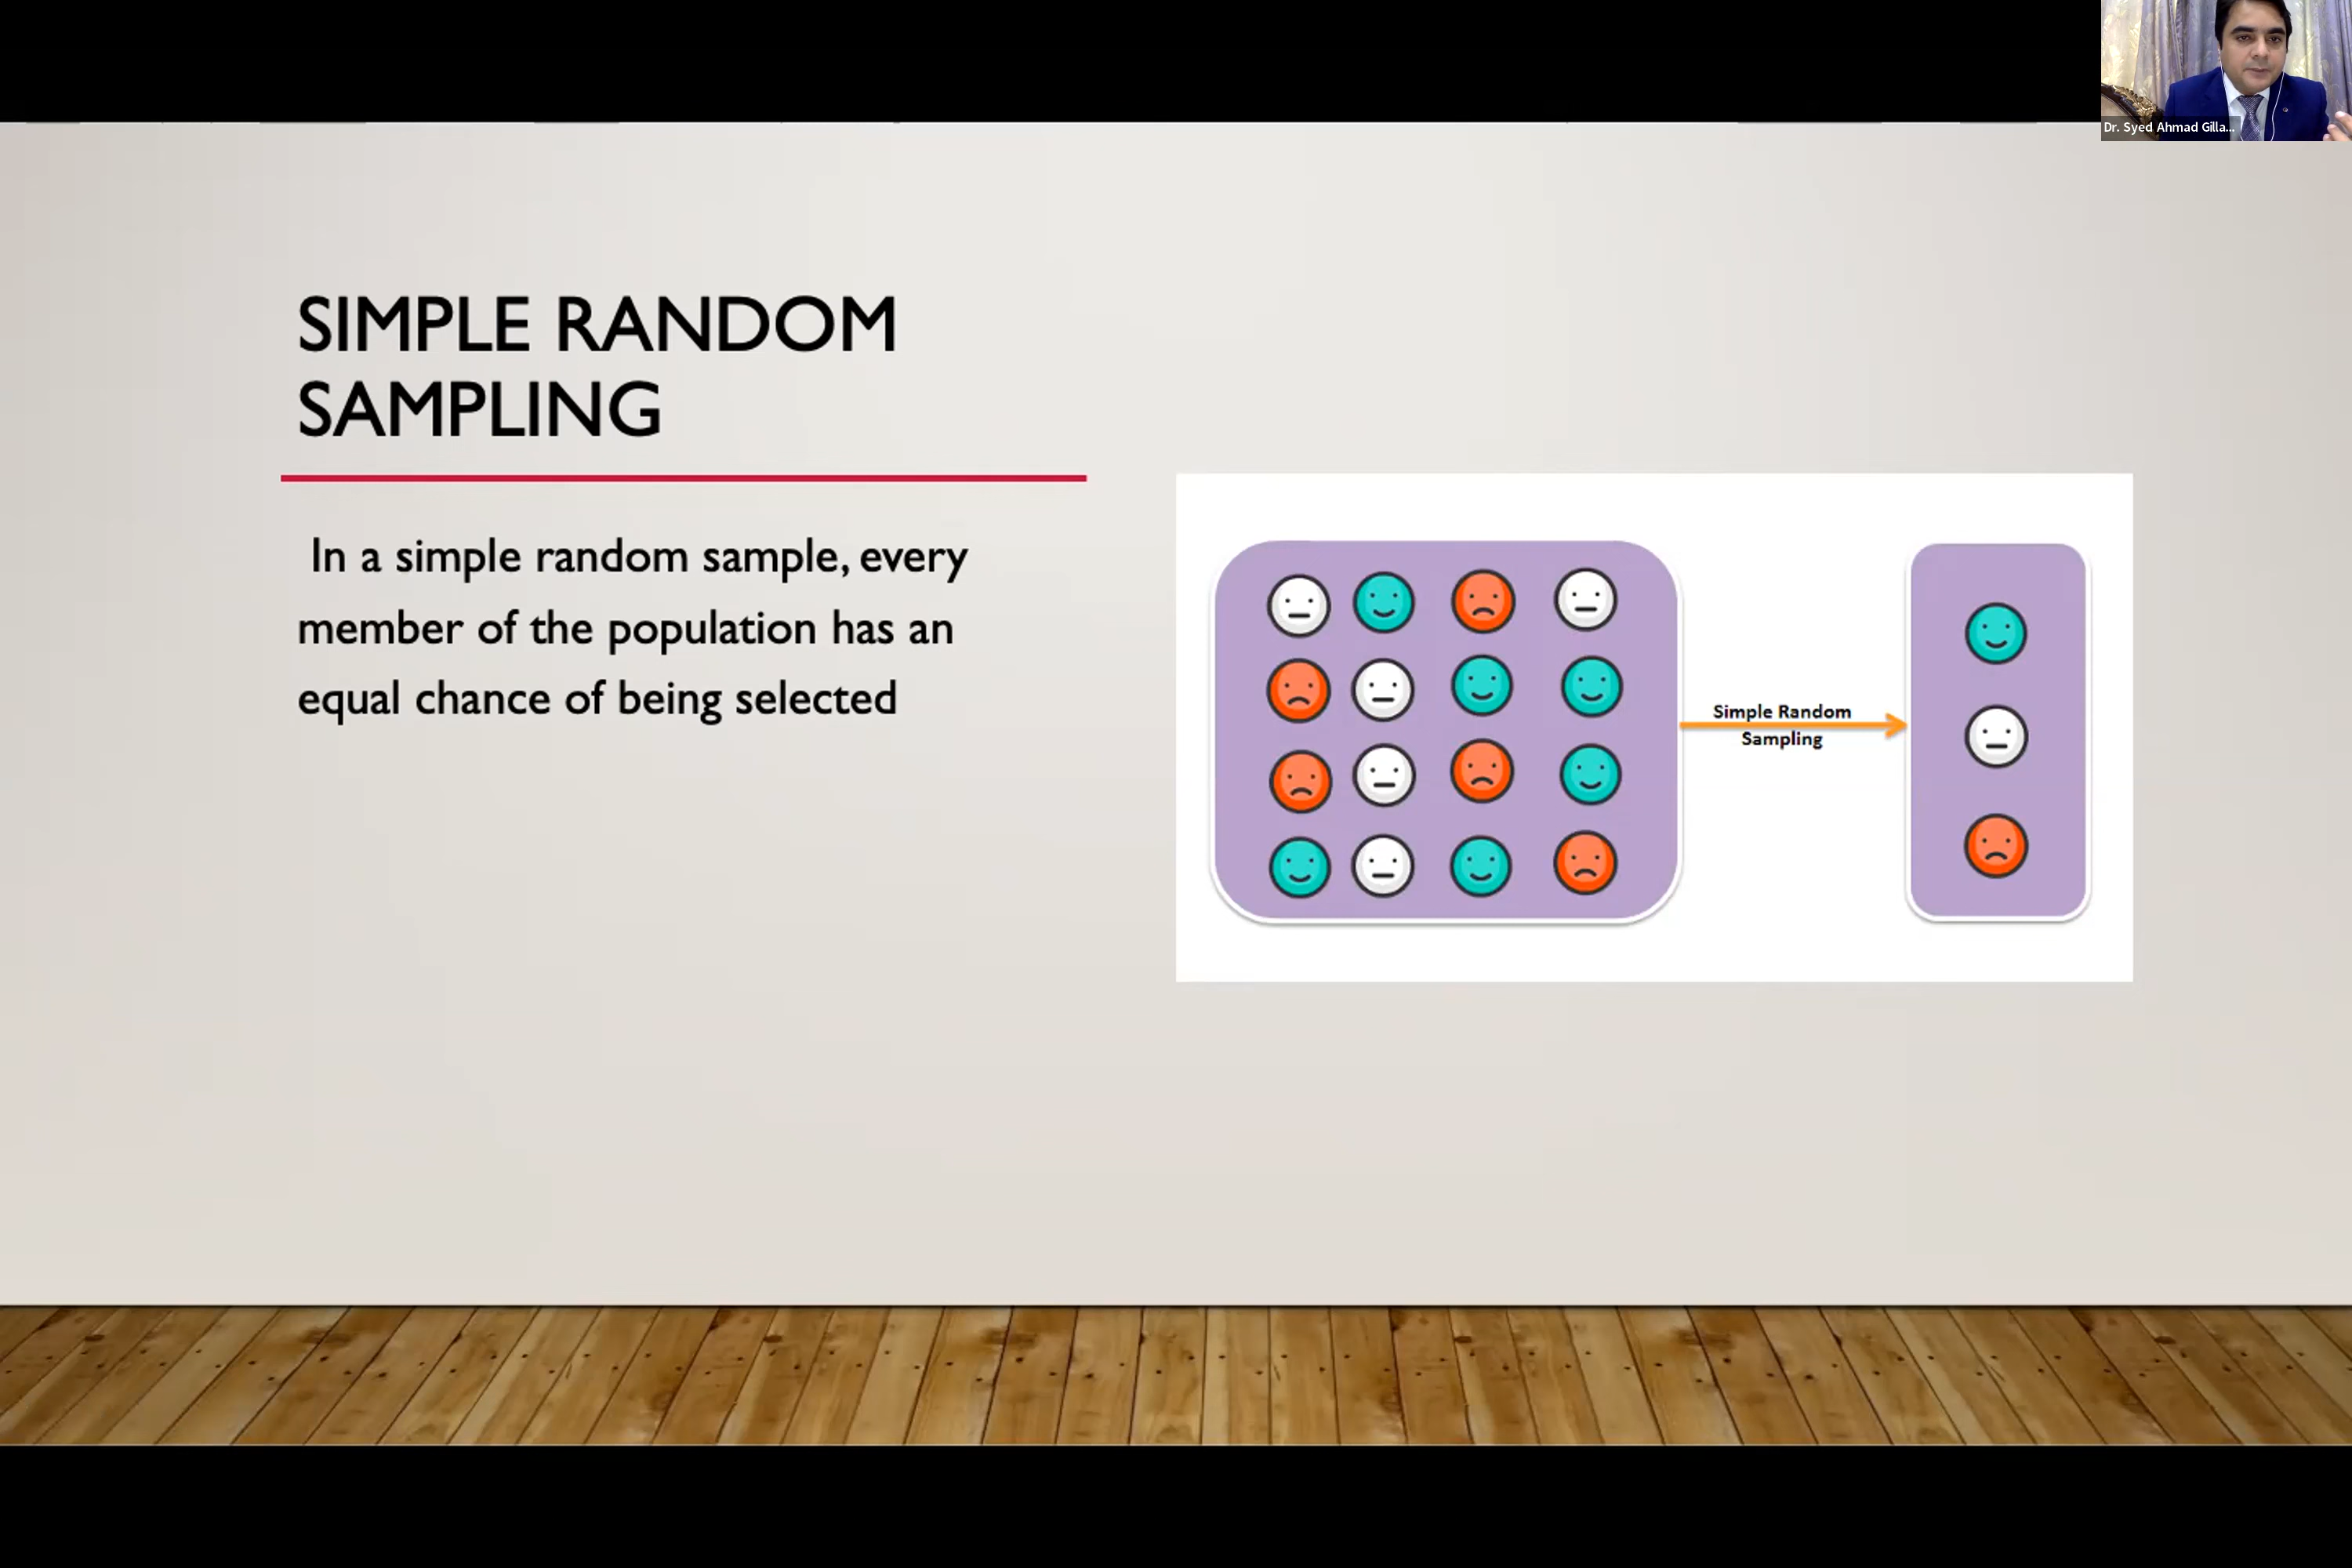 Dr. Syed Ahmad Gilla...
SIMPLE RANDOM
SAMPLING
In a simple random sample, every
member of the population has an
equal chance of being selected
Simple Random
Sampling